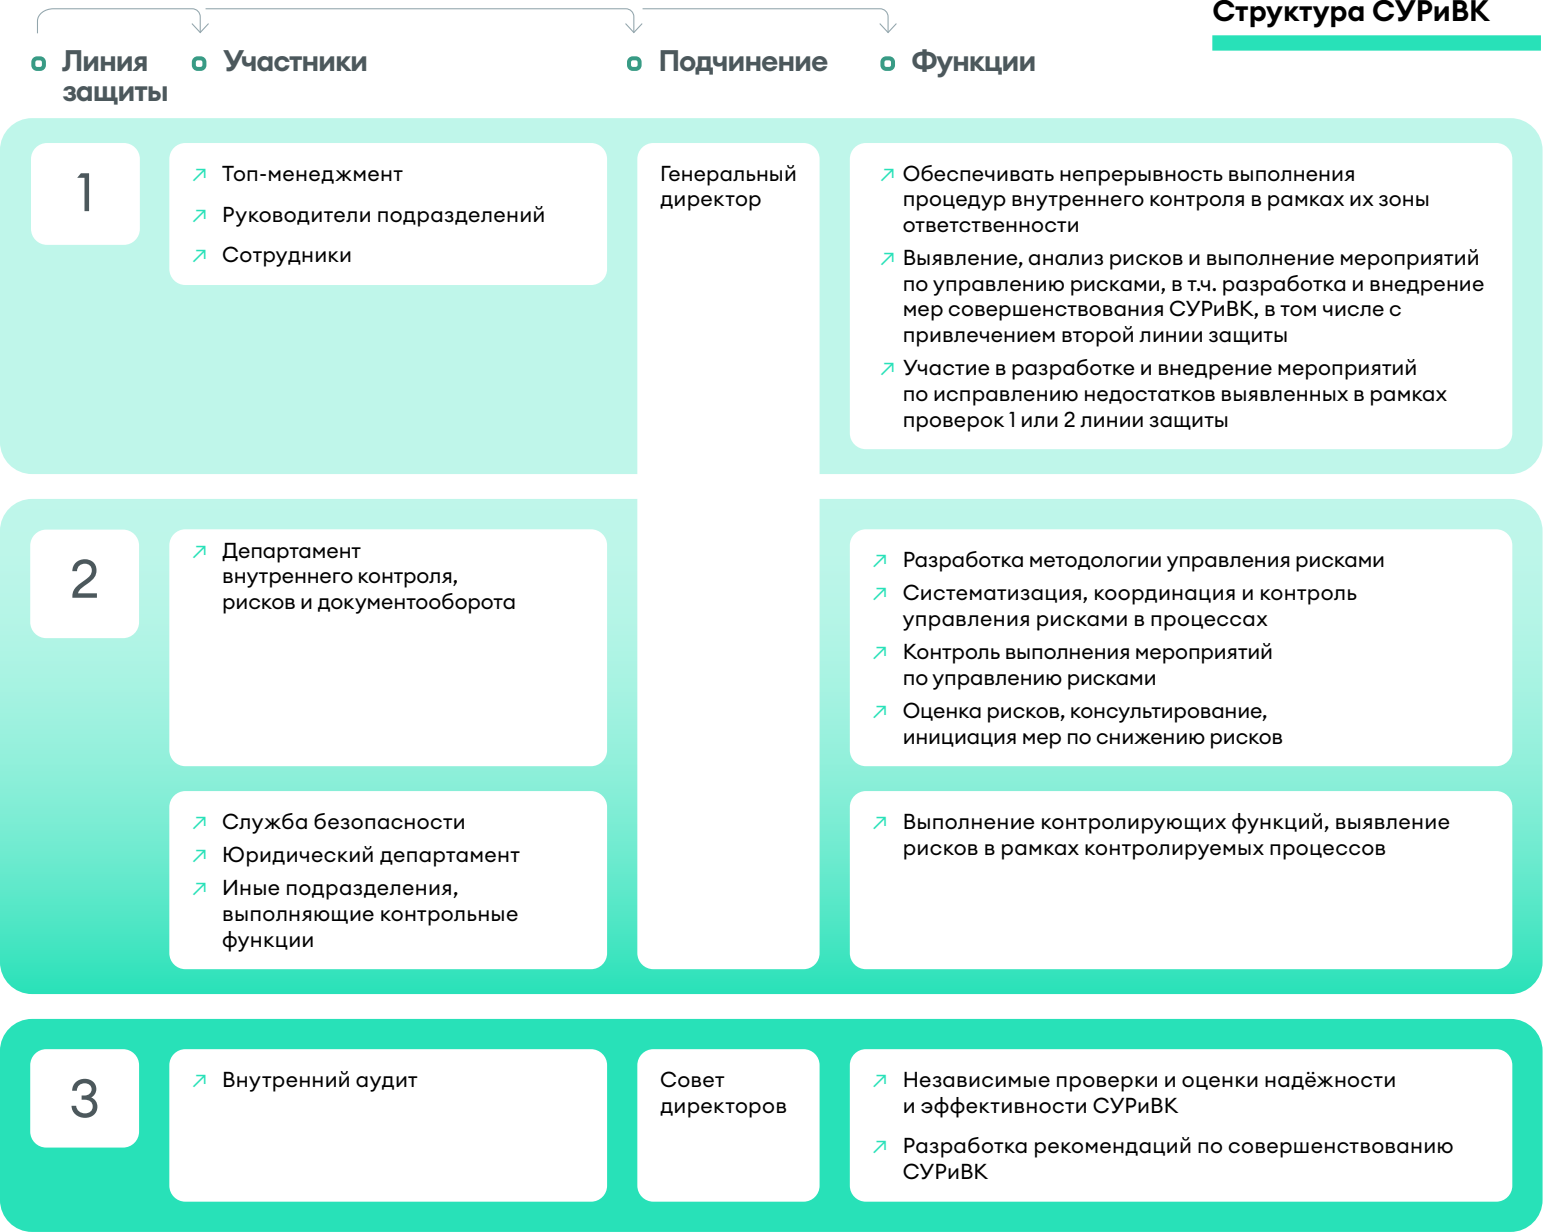 Структура СУРиВК
Линия
защиты
Участники
Подчинение
Функции
1
Топ-менеджмент
Руководители подразделений
Сотрудники
Генеральный
директор
Обеспечивать непрерывность выполнения
процедур внутреннего контроля в рамках их зоны
ответственности
Выявление, анализ рисков и выполнение мероприятий
по управлению рисками, в т.ч. разработка и внедрение
мер совершенствования СУРиВК, в том числе с
привлечением второй линии защиты
Участие в разработке и внедрение мероприятий
по исправлению недостатков выявленных в рамках
проверок 1 или 2 линии защиты
2
Департамент
внутреннего контроля,
рисков и документооборота
Разработка методологии управления рисками
Систематизация, координация и контроль
управления рисками в процессах
Контроль выполнения мероприятий
по управлению рисками
Оценка рисков, консультирование,
инициация мер по снижению рисков
Служба безопасности
Юридический департамент
Иные подразделения,
выполняющие контрольные
функции
Выполнение контролирующих функций, выявление
рисков в рамках контролируемых процессов
3
Внутренний аудит
Совет
директоров
Независимые проверки и оценки надёжности
и эффективности СУРиВК
Разработка рекомендаций по совершенствованию
СУРиВК